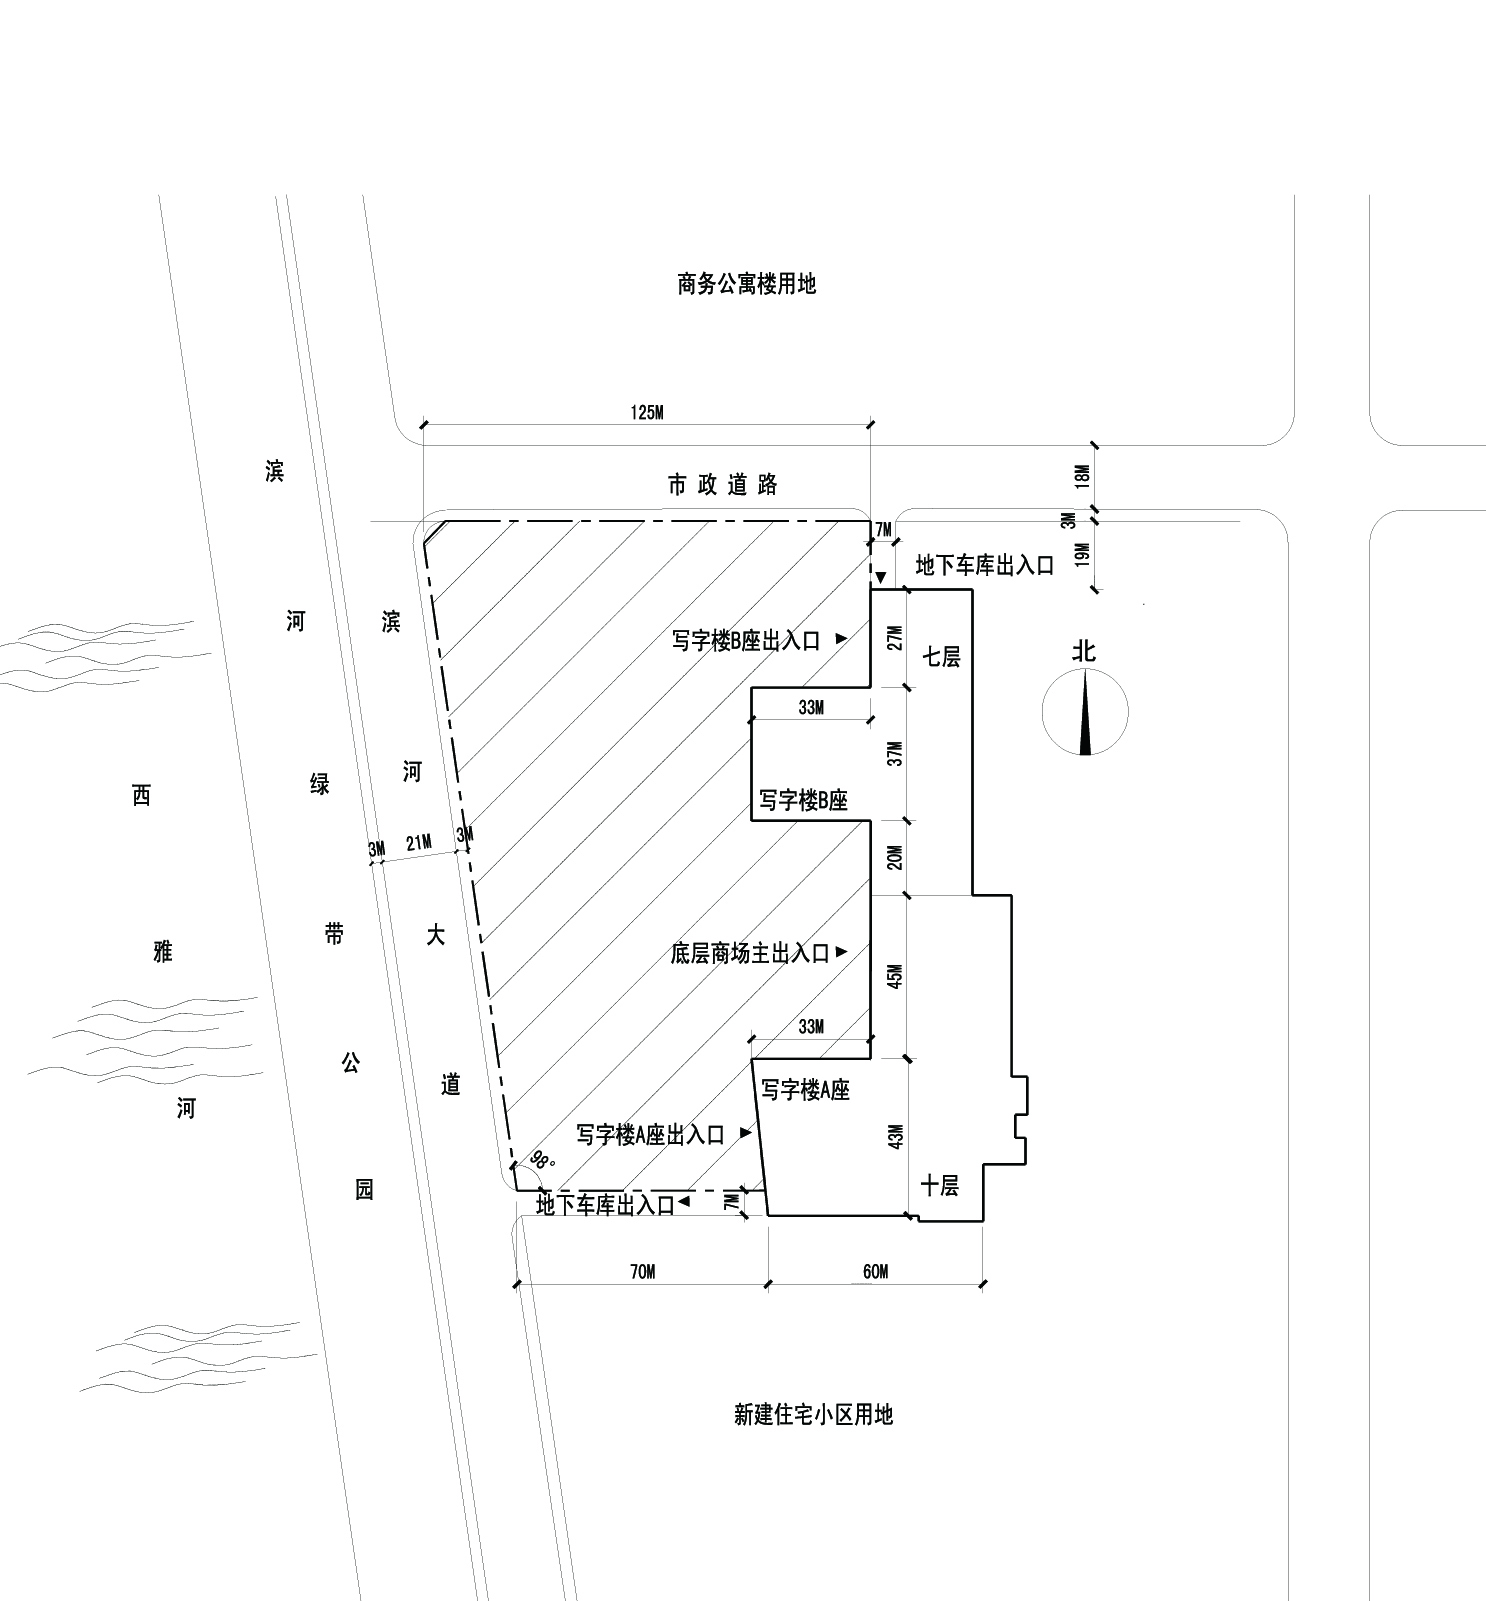 商务公寓楼用地
125M
市政道路
18M
3M
19M
7M
地下车库出入口
写字楼B座出入口
27M
七层
北
33M
37M
写字楼B座
20M
底层商场主出入口
45M
33M
写字楼A座
写字楼A座出入口
43M
十层
98°
地下车库出入口
7M
70M
60M
新建住宅小区用地
滨河绿带公园
滨河大道
3M
21M
3M
西雅河